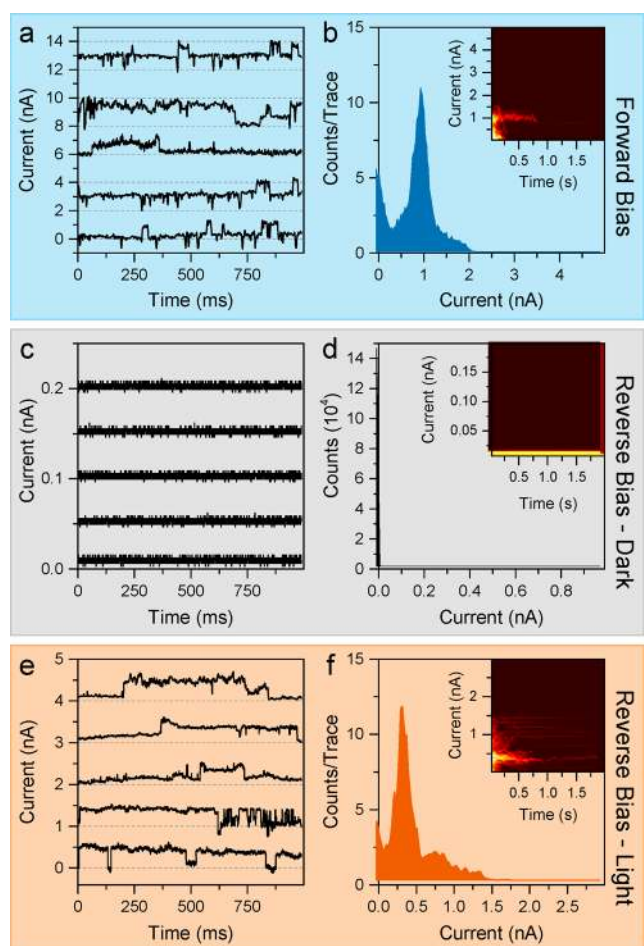 a
14
12
10
8
6
4
2
0
Current (nA)
0
250
500
750
Time (ms)
b
15
10
5
0
Counts/Trace
0
1
2
3
4
Current (nA)
4
3
2
1
Current (nA)
0.5
1.0
1.5
Time (s)
Forward Bias
c
0.2
0.1
0.0
Current (nA)
0
250
500
750
Time (ms)
d
14
12
10
8
6
4
2
0
Counts (10⁴)
0.0
0.2
0.4
0.6
0.8
Current (nA)
0.20
0.15
0.10
0.05
Current (nA)
0.5
1.0
1.5
Time (s)
Reverse Bias - Dark
e
5
4
3
2
1
0
Current (nA)
0
250
500
750
Time (ms)
f
15
10
5
0
Counts/Trace
0.0
0.5
1.0
1.5
2.0
2.5
Current (nA)
2
1
Current (nA)
0.5
1.0
1.5
Time (s)
Reverse Bias - Light